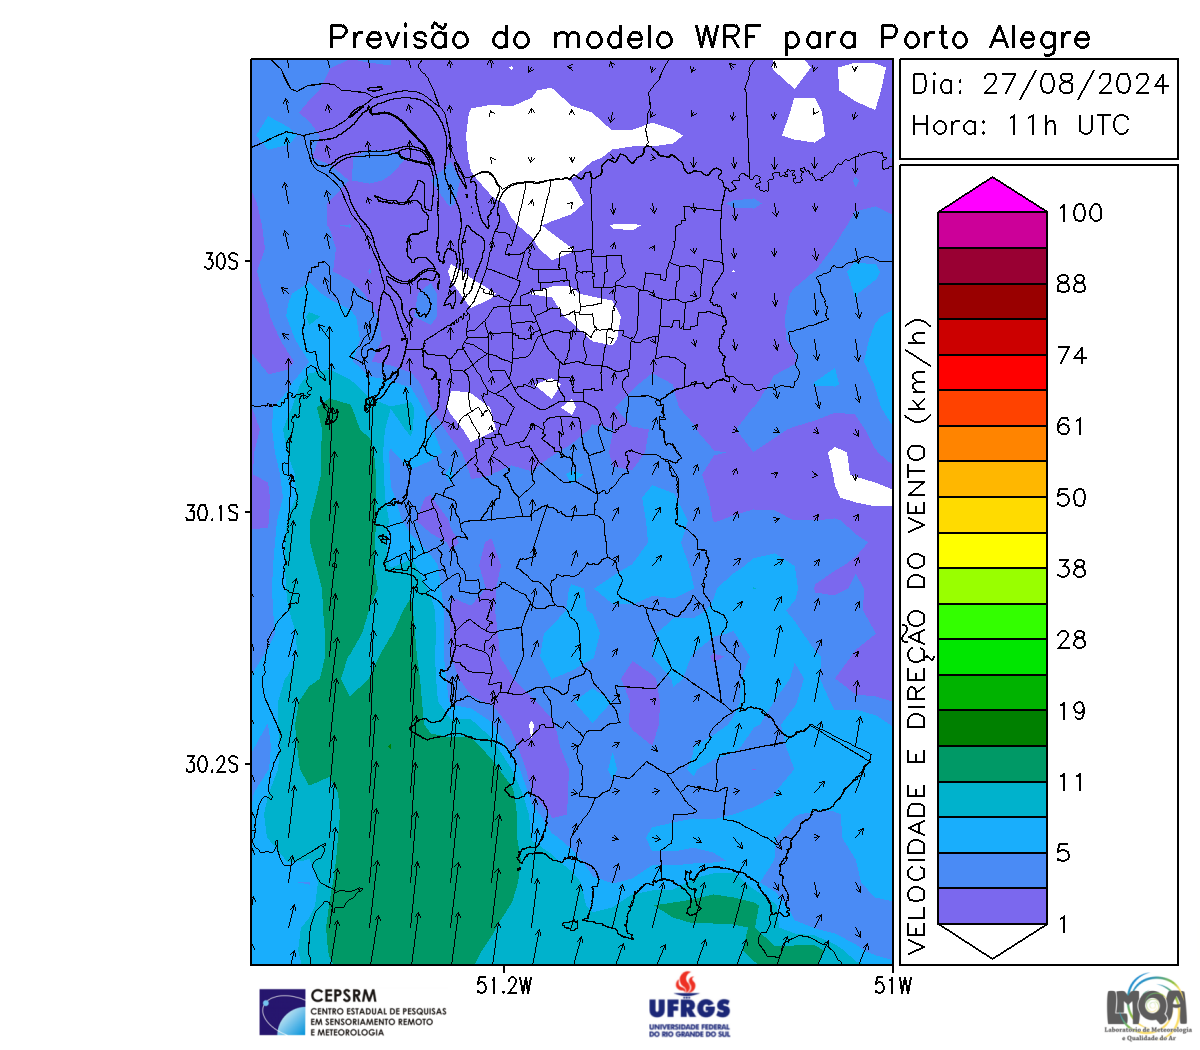 Previsão do modelo WRF para Porto Alegre
Dia: 27/08/2024
Hora: 11h UTC
30S
30.1S
30.2S
51.2W
51W
VELOCIDADE E DIREÇÃO DO VENTO (km/h)
100
88
74
61
50
38
28
19
11
5
1
CEPSRM
CENTRO ESTADUAL DE PESQUISAS
EM SENSORIAMENTO REMOTO
E METEOROLOGIA
UFRGS
UNIVERSIDADE FEDERAL
DO RIO GRANDE DO SUL
LMQA
Laboratório de Meteorologia
e Qualidade do Ar